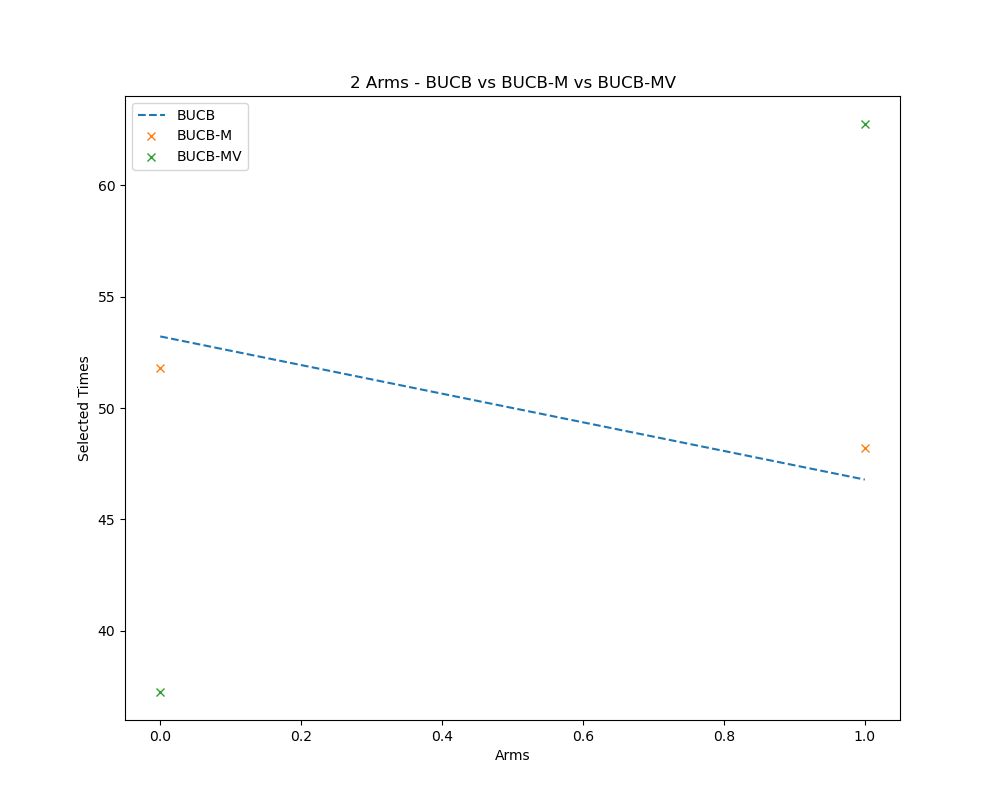 2 Arms - BUCB vs BUCB-M vs BUCB-MV
BUCB
BUCB-M
BUCB-MV
60
55
50
45
40
Selected Times
0.0 0.2 0.4 0.6 0.8 1.0
Arms